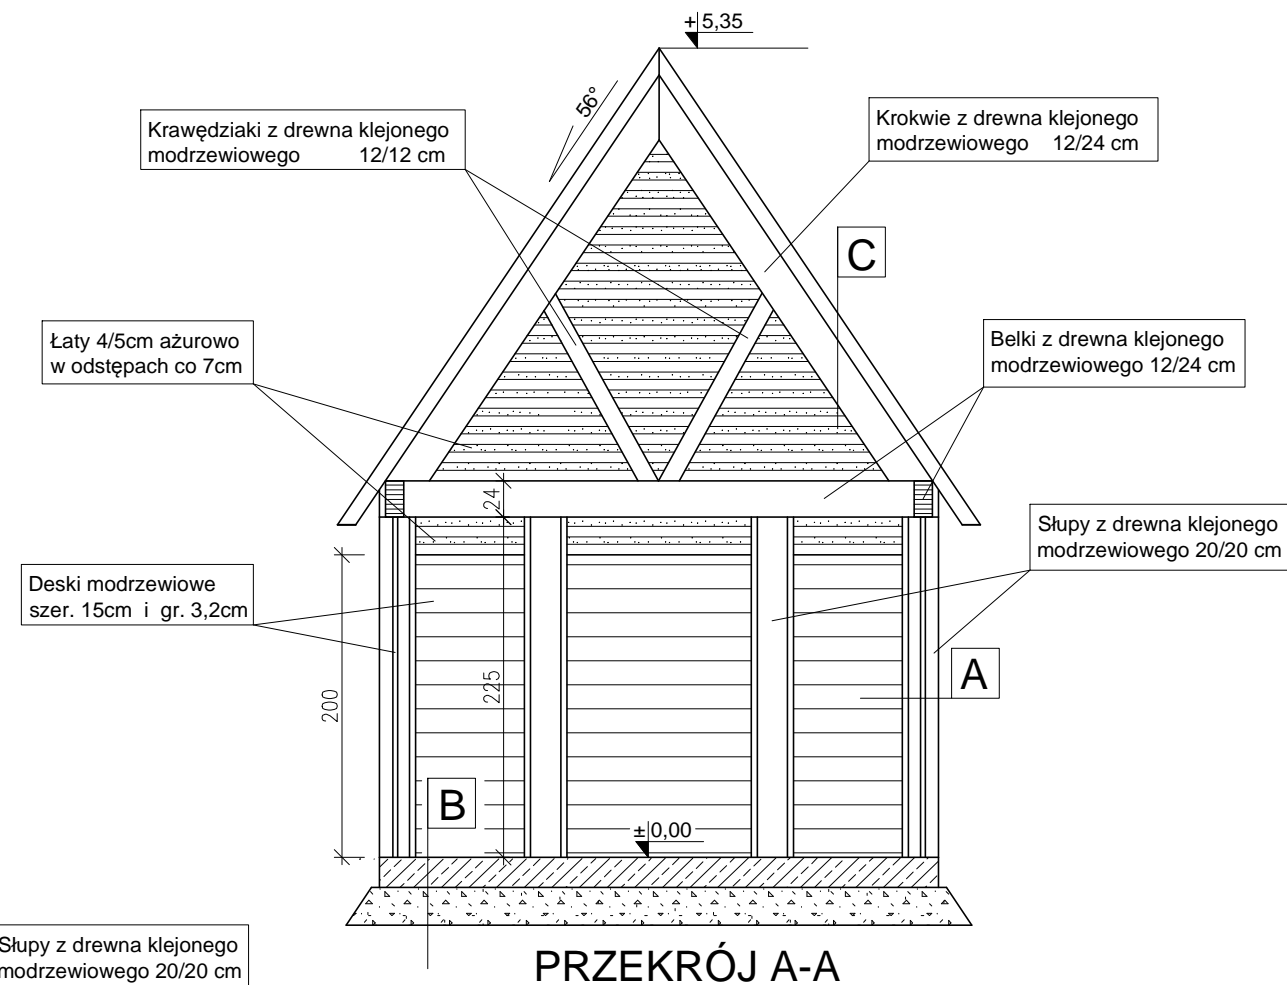 +5,35
56°
Krawędziaki z drewna klejonego
modrzewiowego 12/12 cm
Krokwie z drewna klejonego
modrzewiowego 12/24 cm
C
Łaty 4/5cm ażurowo
w odstępach co 7cm
Belki z drewna klejonego
modrzewiowego 12/24 cm
24
Słupy z drewna klejonego
modrzewiowego 20/20 cm
Deski modrzewiowe
szer. 15cm i gr. 3,2cm
A
200
225
B
±0,00
Słupy z drewna klejonego
modrzewiowego 20/20 cm
PRZEKRÓJ A-A